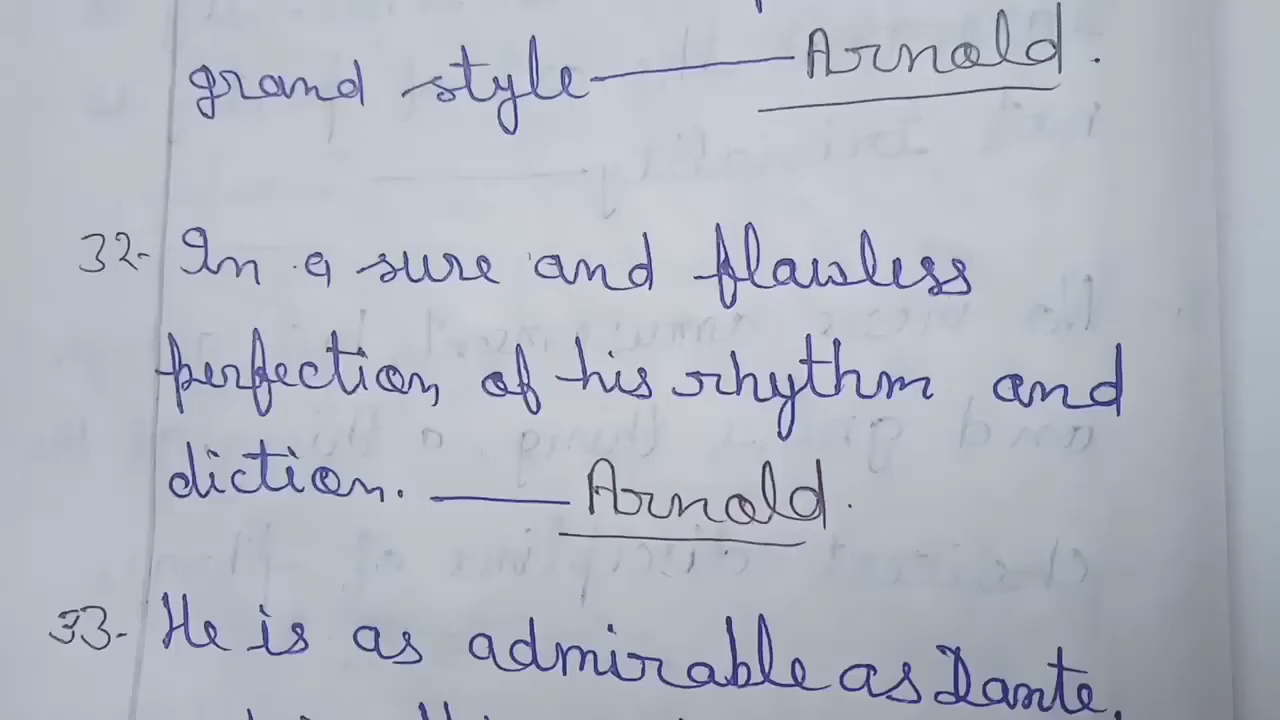 grand style — Arnold.
32- In a sure and flawless
perfection of his rhythm and
diction. — Arnold.
33- He is as admirable as Dante,